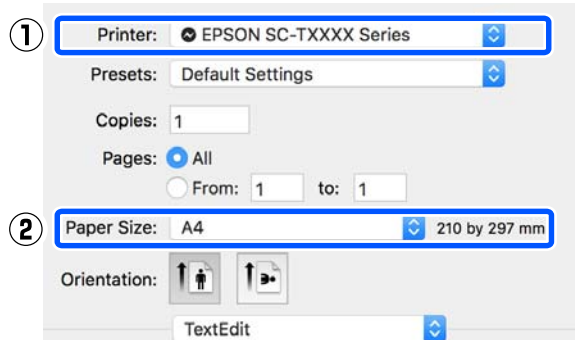 ① Printer: EPSON SC-TXXXX Series
Presets: Default Settings
Copies: 1
Pages: All
From: 1 to: 1
② Paper Size: A4 210 by 297 mm
Orientation:
TextEdit